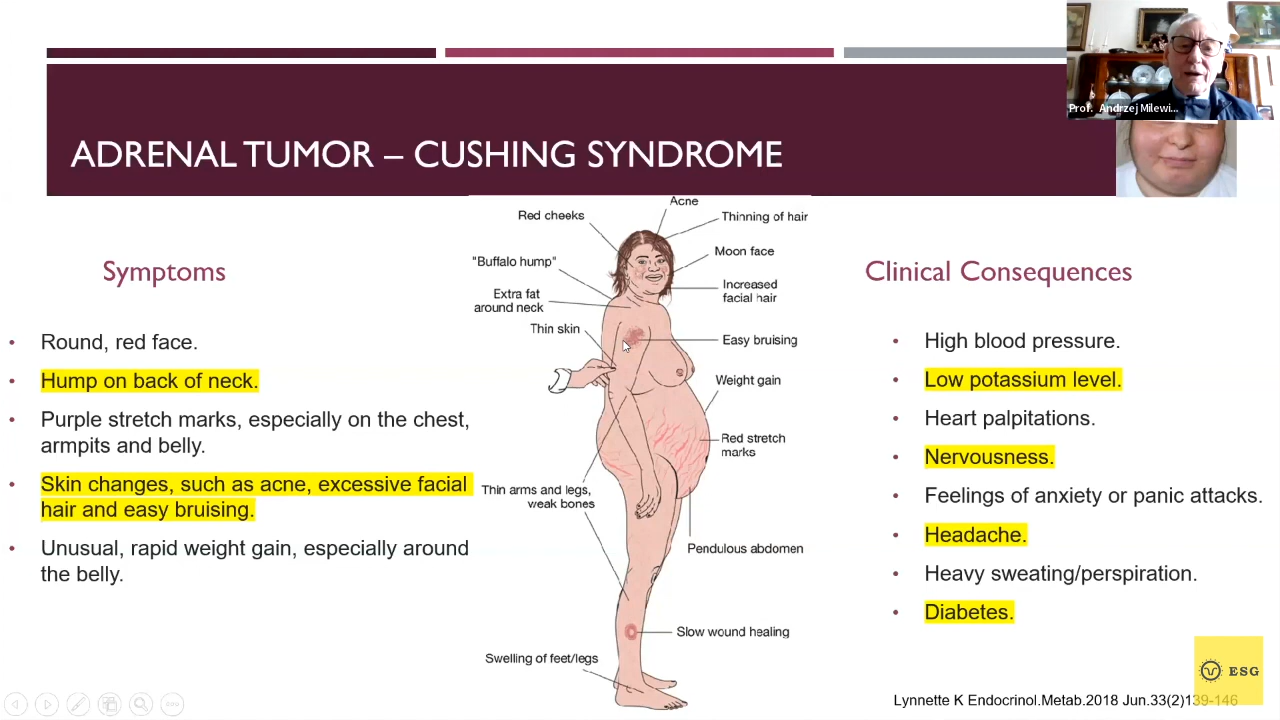 Prof. Andrzej Milewi...
ADRENAL TUMOR – CUSHING SYNDROME
Symptoms
• Round, red face.
• Hump on back of neck.
• Purple stretch marks, especially on the chest,
armpits and belly.
• Skin changes, such as acne, excessive facial
hair and easy bruising.
• Unusual, rapid weight gain, especially around
the belly.
Acne
Red cheeks
Thinning of hair
Moon face
"Buffalo hump"
Increased
facial hair
Extra fat
around neck
Thin skin
Easy bruising
Weight gain
Red stretch
marks
Thin arms and legs,
weak bones
Pendulous abdomen
Slow wound healing
Swelling of feet/legs
Clinical Consequences
• High blood pressure.
• Low potassium level.
• Heart palpitations.
• Nervousness.
• Feelings of anxiety or panic attacks.
• Headache.
• Heavy sweating/perspiration.
• Diabetes.
ESG
Lynnette K Endocrinol.Metab.2018 Jun.33(2)139-146